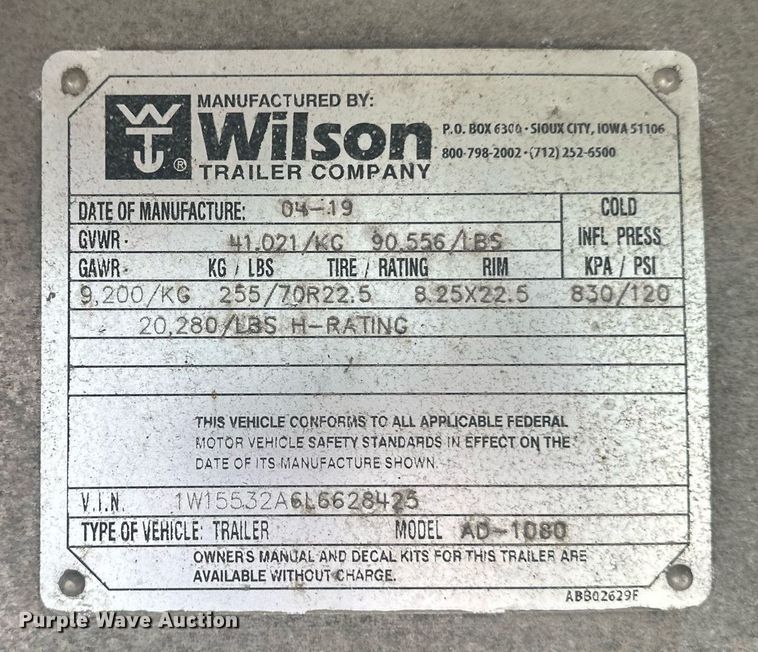 MANUFACTURED BY:
Wilson
TRAILER COMPANY
®
P.O. BOX 6300 • SIOUX CITY, IOWA 51106
800-798-2002 • (712) 252-6500
DATE OF MANUFACTURE: 04-19
GVWR- 41,021/KG 90,556/LBS
COLD
INFL PRESS
GAWR- KG / LBS TIRE / RATING RIM KPA / PSI
9,200/KG 255/70R22.5 8.25X22.5 830/120
20,280/LBS H-RATING
THIS VEHICLE CONFORMS TO ALL APPLICABLE FEDERAL
MOTOR VEHICLE SAFETY STANDARDS IN EFFECT ON THE
DATE OF ITS MANUFACTURE SHOWN.
V.I.N. 1W15532A6L6628425
TYPE OF VEHICLE: TRAILER MODEL AD-1080
OWNERS MANUAL AND DECAL KITS FOR THIS TRAILER ARE
AVAILABLE WITHOUT CHARGE.
ABB02629F
Purple Wave Auction